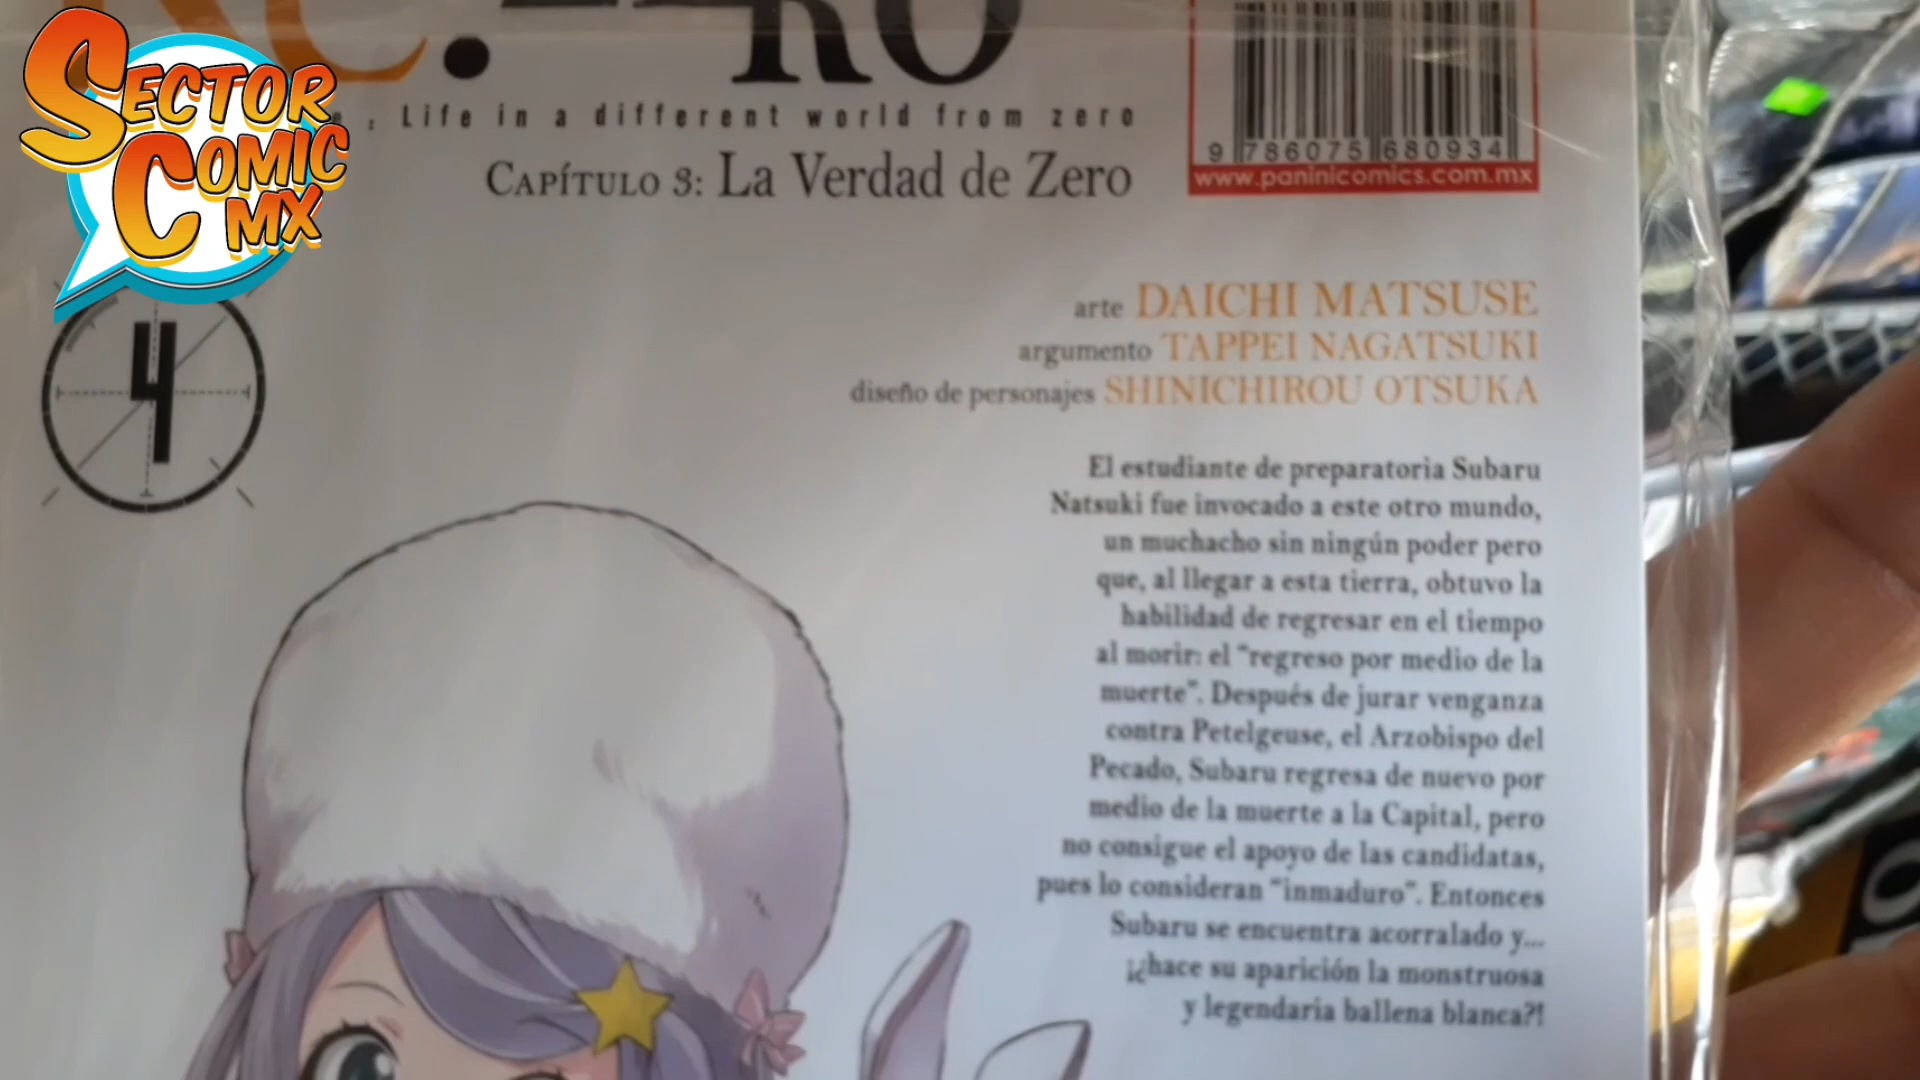 SECTOR
COMIC
MX
Life in a different world from zero
CAPÍTULO 3: La Verdad de Zero
9 786075 680934
www.paninicomics.com.mx
4
arte DAICHI MATSUSE
argumento TAPPEI NAGATSUKI
diseño de personajes SHINICHIROU OTSUKA
El estudiante de preparatoria Subaru
Natsuki fue invocado a este otro mundo,
un muchacho sin ningún poder pero
que, al llegar a esta tierra, obtuvo la
habilidad de regresar en el tiempo
al morir: el “regreso por medio de la
muerte”. Después de jurar venganza
contra Petelgeuse, el Arzobispo del
Pecado, Subaru regresa de nuevo por
medio de la muerte a la Capital, pero
no consigue el apoyo de las candidatas,
pues lo consideran “inmaduro”. Entonces
Subaru se encuentra acorralado y...
¡¿hace su aparición la monstruosa
y legendaria ballena blanca?!